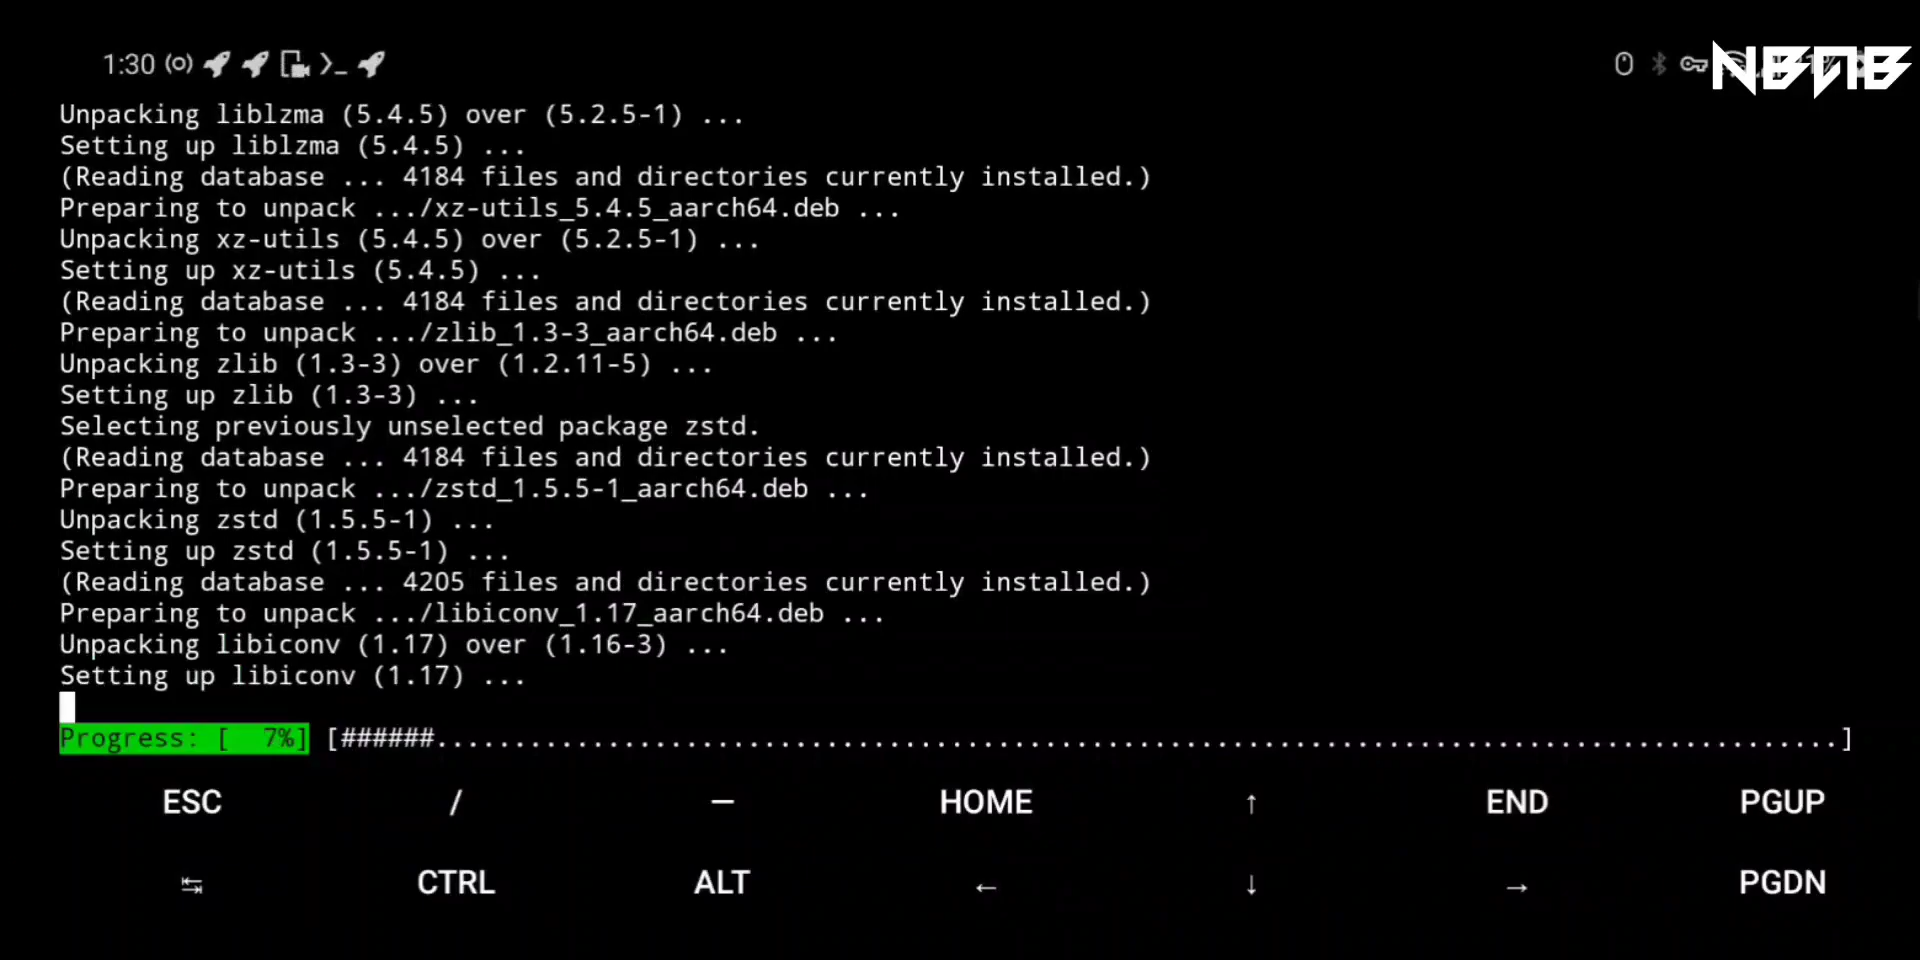 1:30
NBAB
Unpacking liblzma (5.4.5) over (5.2.5-1) ...
Setting up liblzma (5.4.5) ...
(Reading database ... 4184 files and directories currently installed.)
Preparing to unpack .../xz-utils_5.4.5_aarch64.deb ...
Unpacking xz-utils (5.4.5) over (5.2.5-1) ...
Setting up xz-utils (5.4.5) ...
(Reading database ... 4184 files and directories currently installed.)
Preparing to unpack .../zlib_1.3-3_aarch64.deb ...
Unpacking zlib (1.3-3) over (1.2.11-5) ...
Setting up zlib (1.3-3) ...
Selecting previously unselected package zstd.
(Reading database ... 4184 files and directories currently installed.)
Preparing to unpack .../zstd_1.5.5-1_aarch64.deb ...
Unpacking zstd (1.5.5-1) ...
Setting up zstd (1.5.5-1) ...
(Reading database ... 4205 files and directories currently installed.)
Preparing to unpack .../libiconv_1.17_aarch64.deb ...
Unpacking libiconv (1.17) over (1.16-3) ...
Setting up libiconv (1.17) ...
Progress: [  7%] [######..........................................................................................]
ESC / — HOME ↑ END PGUP
⇆ CTRL ALT ← ↓ → PGDN